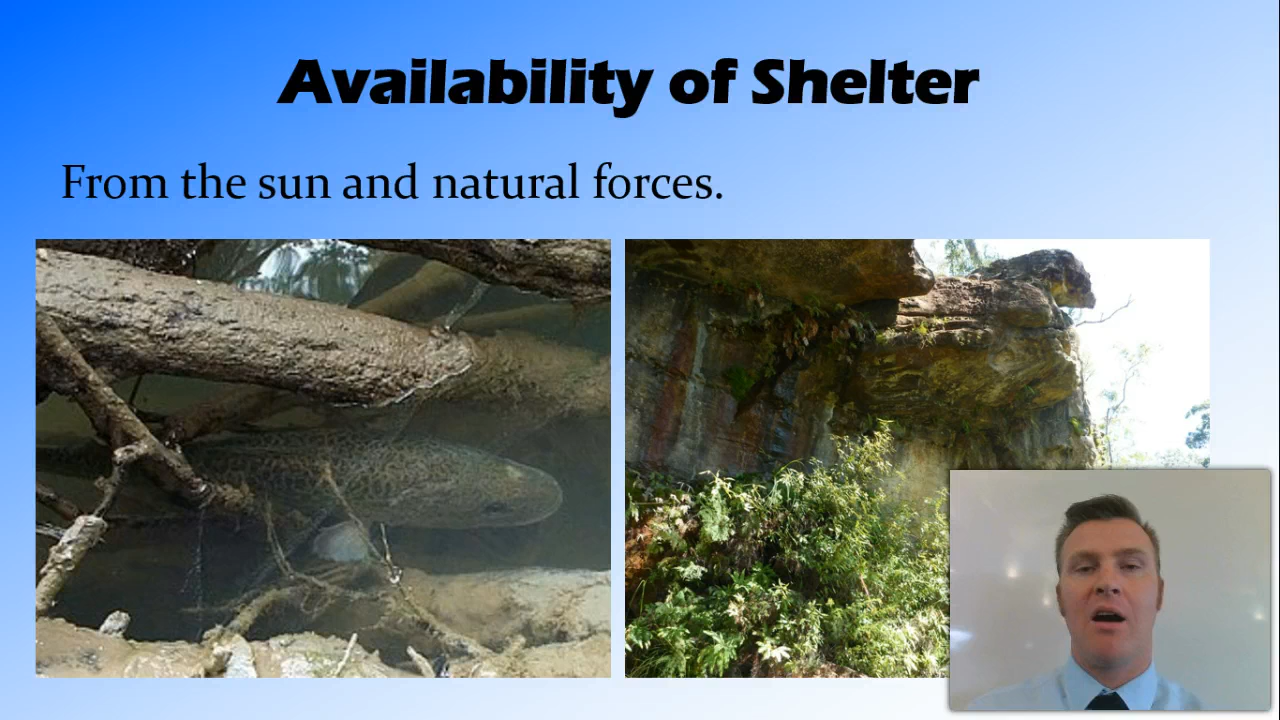 Availability of Shelter
From the sun and natural forces.